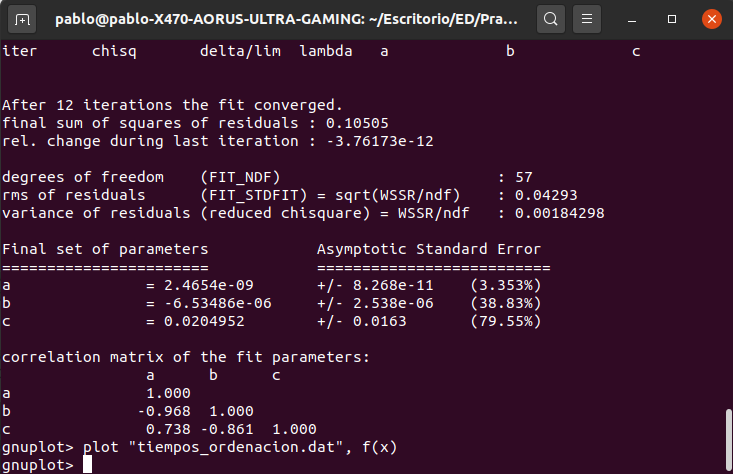 pablo@pablo-X470-AORUS-ULTRA-GAMING: ~/Escritorio/ED/Pra...
iter      chisq       delta/lim  lambda   a             b             c
After 12 iterations the fit converged.
final sum of squares of residuals : 0.10505
rel. change during last iteration : -3.76173e-12
degrees of freedom    (FIT_NDF)                        : 57
rms of residuals      (FIT_STDFIT) = sqrt(WSSR/ndf)    : 0.04293
variance of residuals (reduced chisquare) = WSSR/ndf   : 0.00184298
Final set of parameters            Asymptotic Standard Error
=======================            ==========================
a               = 2.4654e-09       +/- 8.268e-11    (3.353%)
b               = -6.53486e-06     +/- 2.538e-06    (38.83%)
c               = 0.0204952        +/- 0.0163       (79.55%)
correlation matrix of the fit parameters:
                a      b      c
a               1.000
b              -0.968  1.000
c               0.738 -0.861  1.000
gnuplot> plot "tiempos_ordenacion.dat", f(x)
gnuplot>